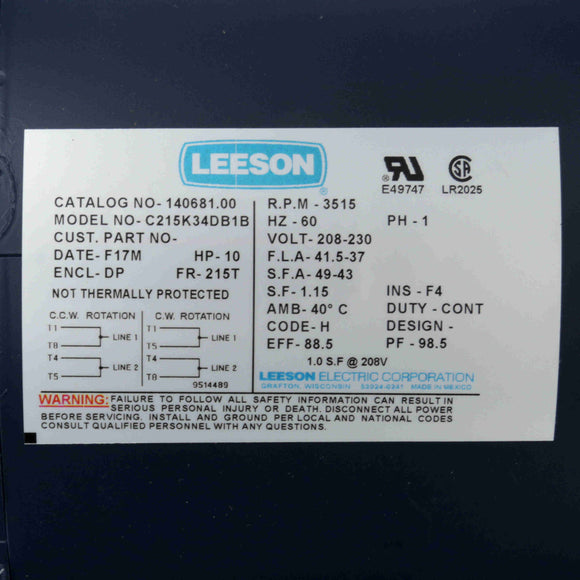 LEESON®
E49747
LR2025
CATALOG NO- 140681.00
MODEL NO- C215K34DB1B
CUST. PART NO-
DATE- F17M HP- 10
ENCL- DP FR- 215T
NOT THERMALLY PROTECTED
C.C.W. ROTATION C.W. ROTATION
T1 T1
LINE 1 LINE 1
T8 T5
T4 T4
LINE 2 LINE 2
T5 T8
9514489
R.P.M - 3515
HZ - 60 PH - 1
VOLT- 208-230
F.L.A- 41.5-37
S.F.A- 49-43
S.F- 1.15 INS - F4
AMB- 40° C DUTY - CONT
CODE- H DESIGN -
EFF- 88.5 PF - 98.5
1.0 S.F @ 208V
LEESON ELECTRIC CORPORATION
GRAFTON, WISCONSIN 53024-0241 MADE IN MEXICO
WARNING: FAILURE TO FOLLOW ALL SAFETY INFORMATION CAN RESULT IN
SERIOUS PERSONAL INJURY OR DEATH. DISCONNECT ALL POWER
BEFORE SERVICING. INSTALL AND GROUND PER LOCAL AND NATIONAL CODES
CONSULT QUALIFIED PERSONNEL WITH ANY QUESTIONS.